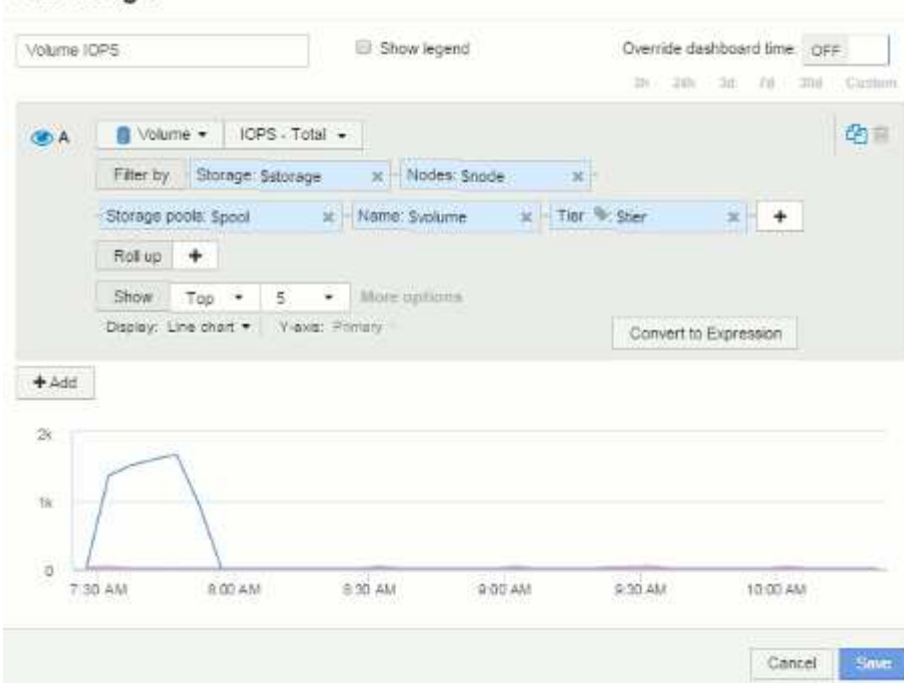 Volume IOPS
Show legend
Override dashboard time: OFF
3h 24h 3d 7d 30d Custom
A Volume IOPS - Total
Filter by Storage: $storage Nodes: $node
Storage pools: $pool Name: $volume Tier : $tier +
Roll up +
Show Top 5 More options
Display: Line chart Y-axis: Primary
Convert to Expression
+ Add
2k
1k
0
7:30 AM 8:00 AM 8:30 AM 9:00 AM 9:30 AM 10:00 AM
Cancel Save